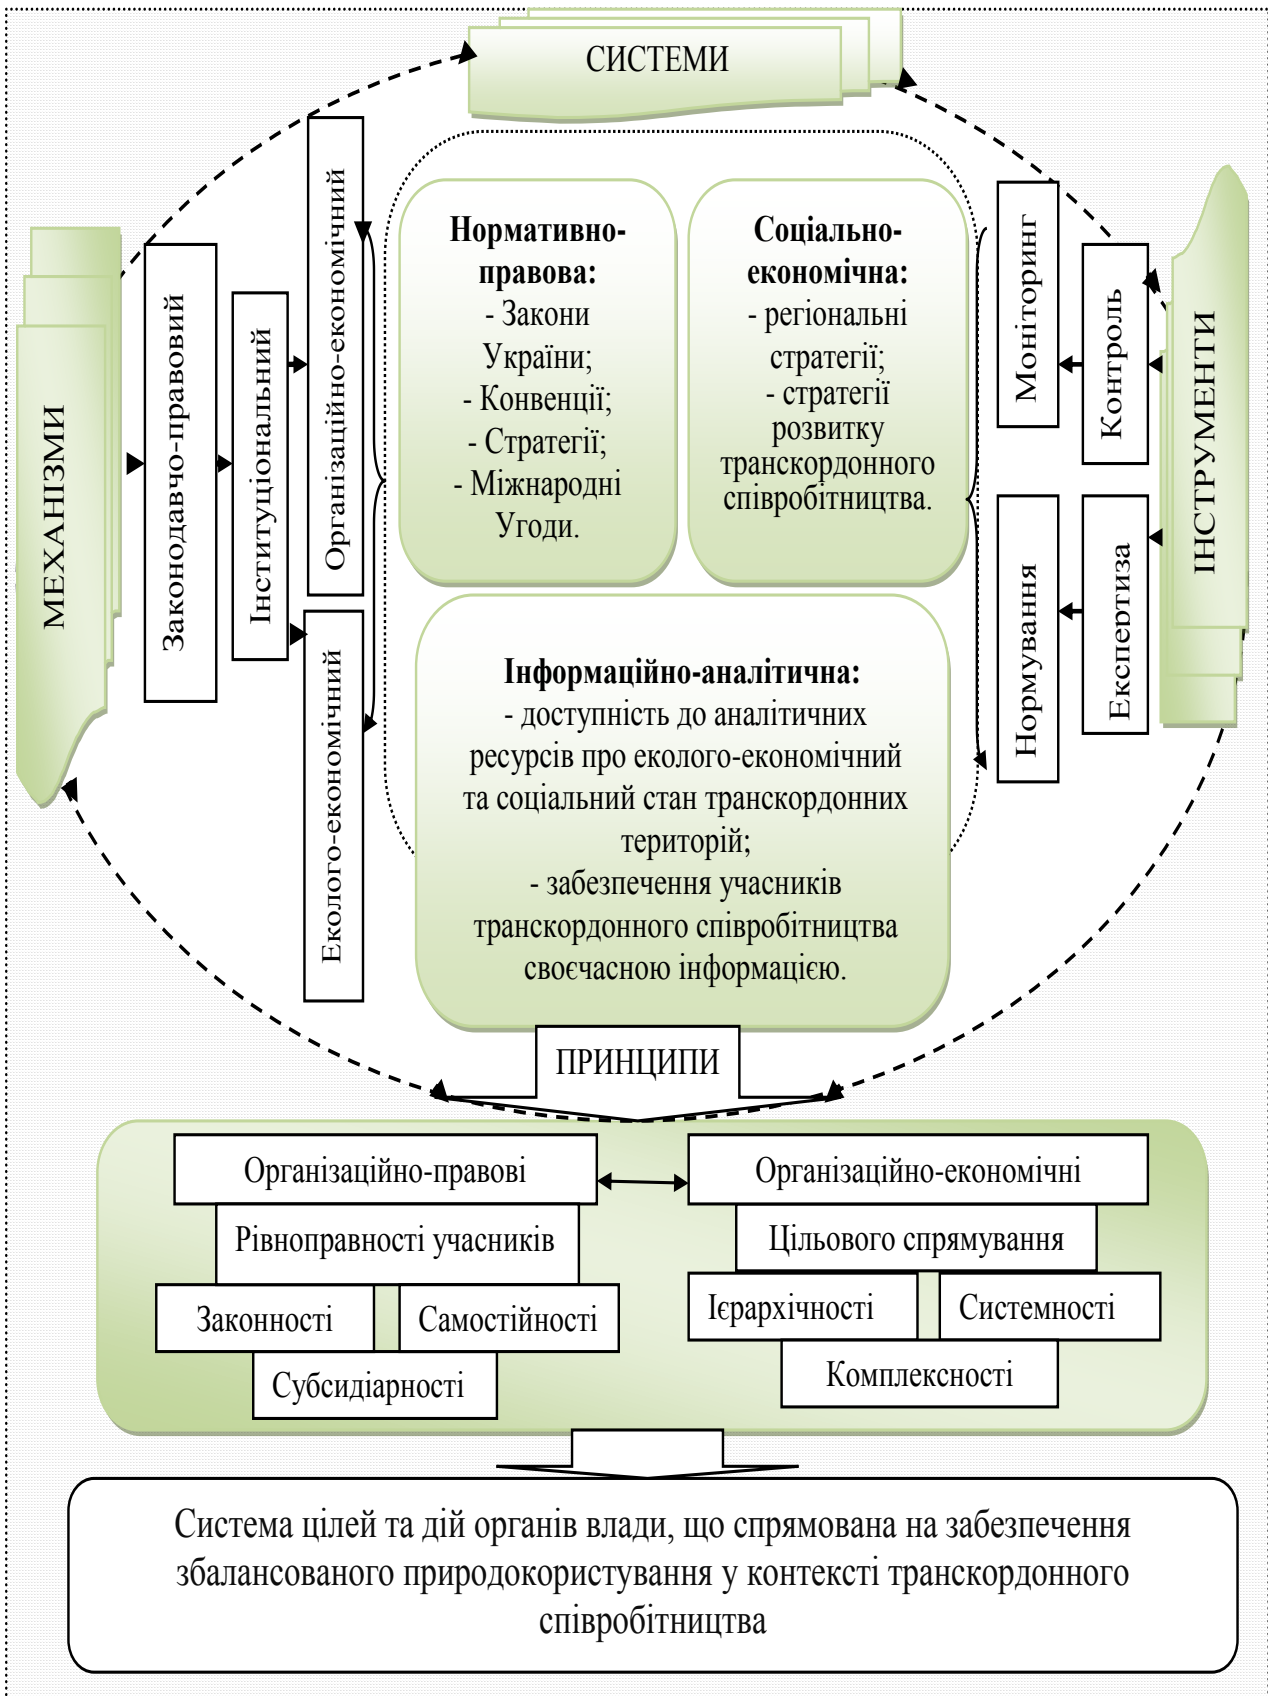 СИСТЕМИ
МЕХАНІЗМИ
Законодавчо-правовий
Інституціональний
Організаційно-економічний
Еколого-економічний
Нормативно-
правова:
- Закони
України;
- Конвенції;
- Стратегії;
- Міжнародні
Угоди.
Соціально-
економічна:
- регіональні
стратегії;
- стратегії
розвитку
транскордонного
співробітництва.
Інформаційно-аналітична:
- доступність до аналітичних
ресурсів про еколого-економічний
та соціальний стан транскордонних
територій;
- забезпечення учасників
транскордонного співробітництва
своєчасною інформацією.
Моніторинг
Контроль
Нормування
Експертиза
ІНСТРУМЕНТИ
ПРИНЦИПИ
Організаційно-правові
Рівноправності учасників
Законності
Самостійності
Субсидіарності
Організаційно-економічні
Цільового спрямування
Ієрархічності
Системності
Комплексності
Система цілей та дій органів влади, що спрямована на забезпечення
збалансованого природокористування у контексті транскордонного
співробітництва